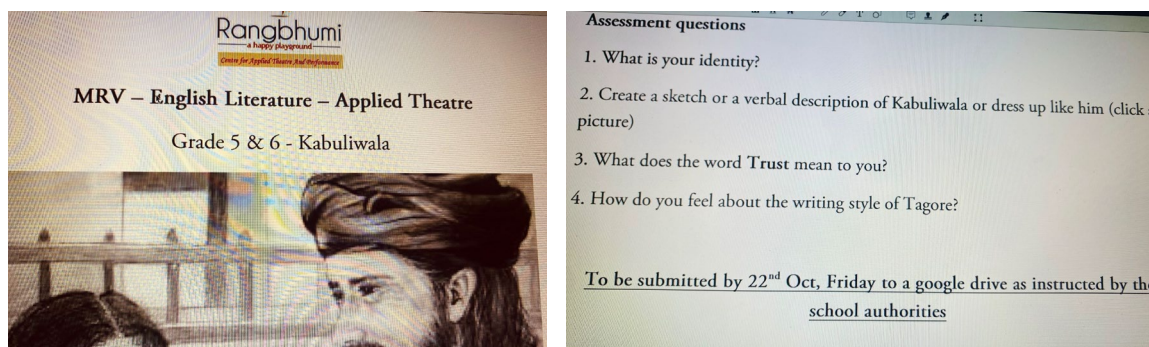 Rangbhumi
a happy playground
Centre for Applied Theatre And Performance
MRV – English Literature – Applied Theatre
Grade 5 & 6 - Kabuliwala
Assessment questions
1. What is your identity?
2. Create a sketch or a verbal description of Kabuliwala or dress up like him (click
picture)
3. What does the word Trust mean to you?
4. How do you feel about the writing style of Tagore?
To be submitted by 22nd Oct, Friday to a google drive as instructed by
school authorities